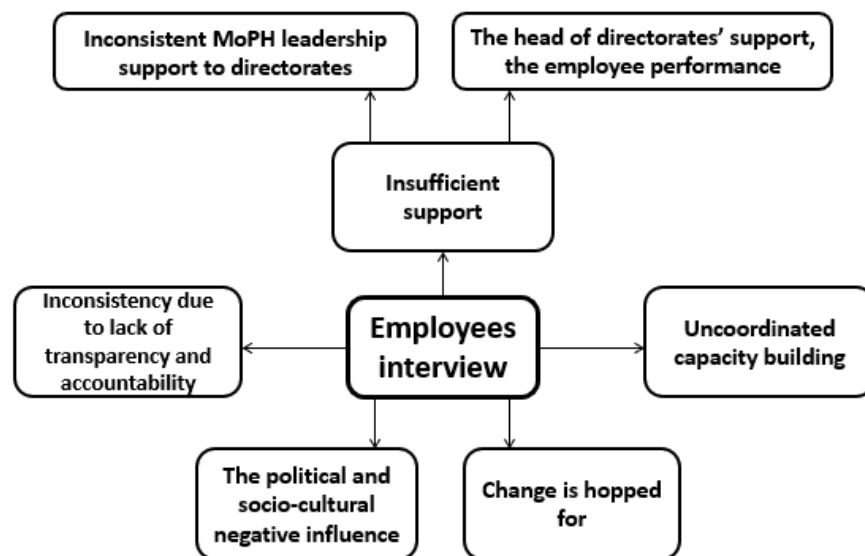 Inconsistent MoPH leadership
support to directorates
The head of directorates’ support,
the employee performance
Insufficient
support
Inconsistency due
to lack of
transparency and
accountability
Employees
interview
Uncoordinated
capacity building
The political and
socio-cultural
negative influence
Change is hopped
for